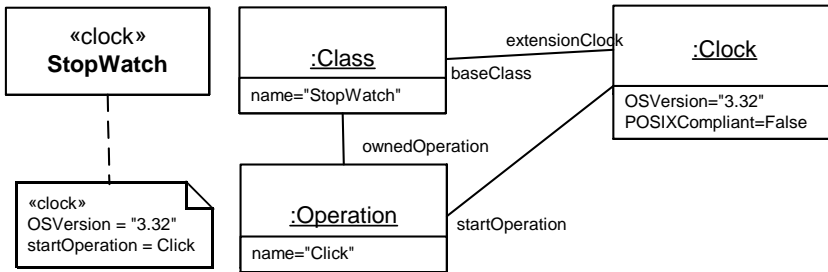 «clock»
StopWatch
«clock»
OSVersion = "3.32"
startOperation = Click
:Class
name="StopWatch"
extensionClock
baseClass
:Clock
OSVersion="3.32"
POSIXCompliant=False
ownedOperation
:Operation
name="Click"
startOperation